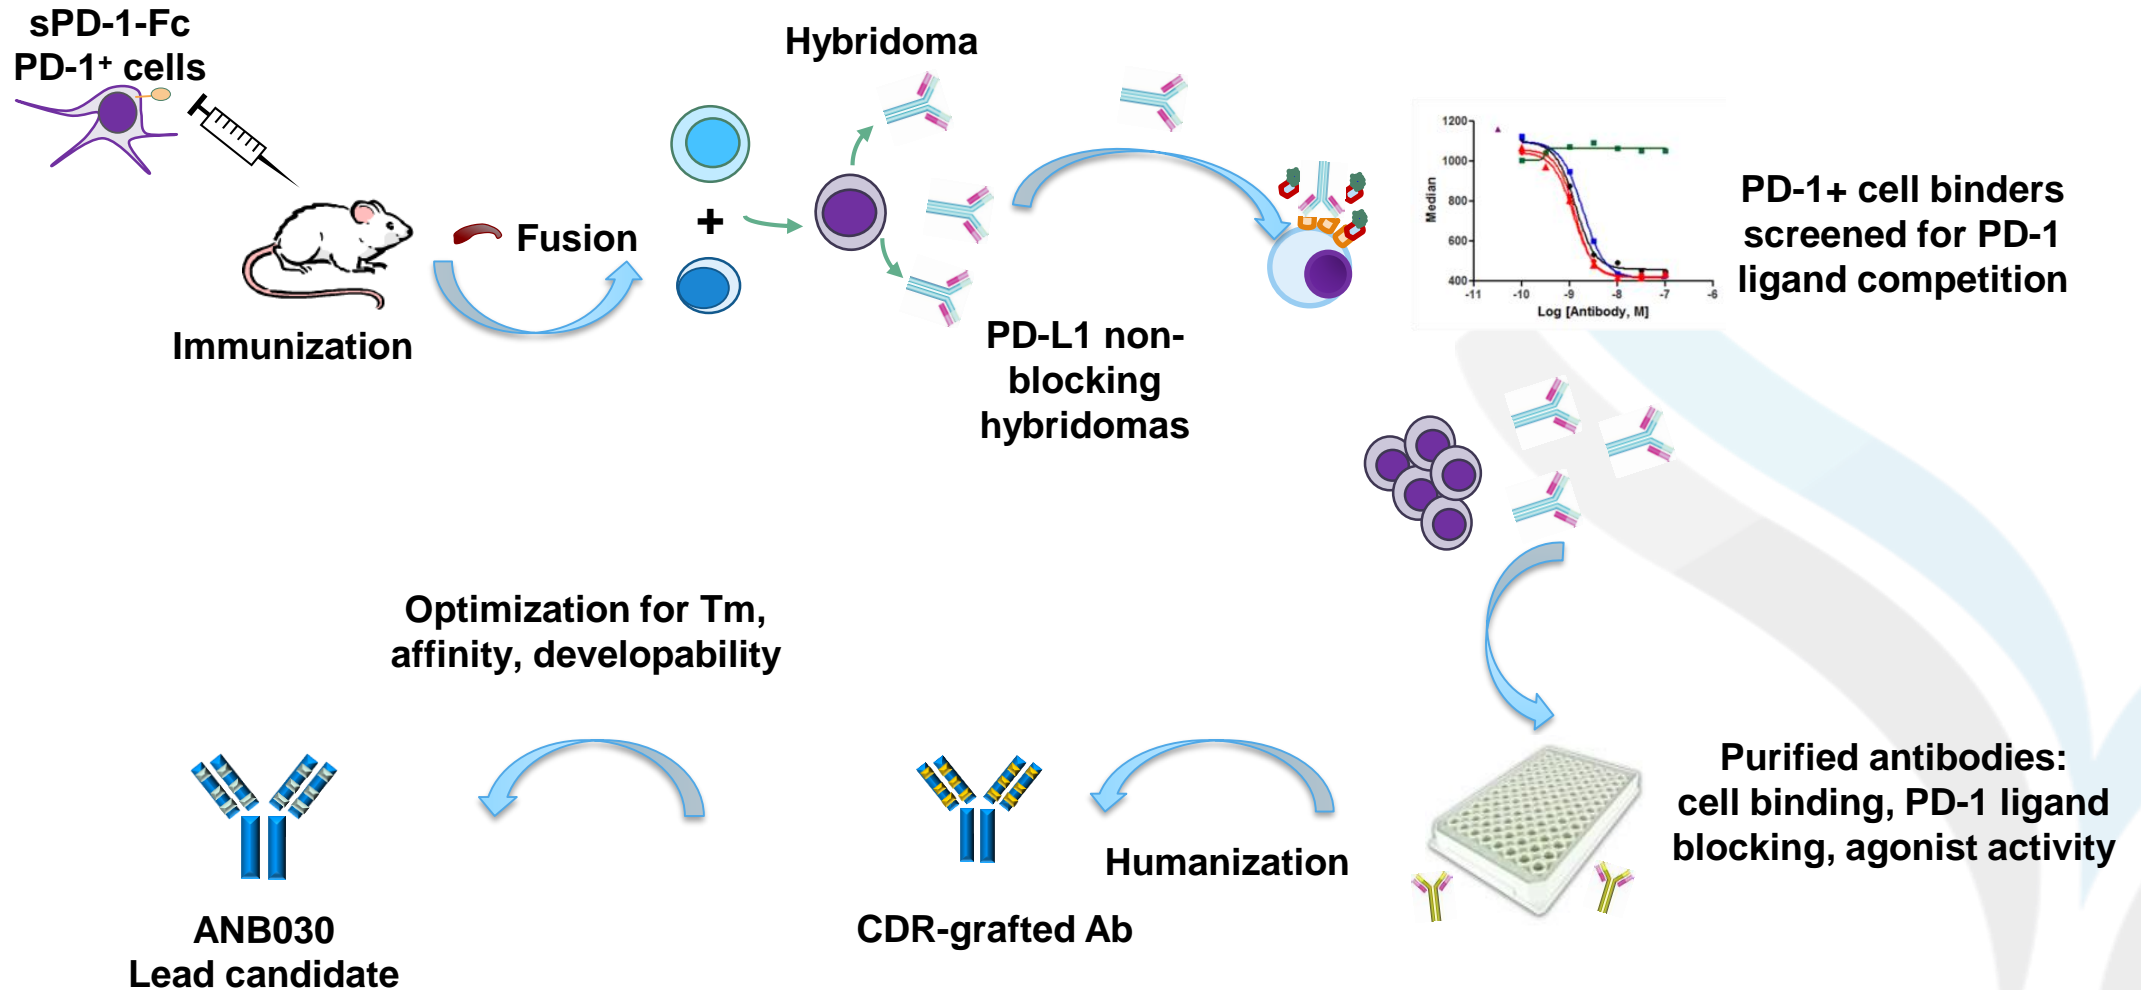 sPD-1-Fc
PD-1⁺ cells
Immunization
Fusion
+
Hybridoma
PD-L1 non-
blocking
hybridomas
1200
1000
800
600
400
Median
-11
-10
-9
-8
-7
-6
Log [Antibody, M]
PD-1+ cell binders
screened for PD-1
ligand competition
Purified antibodies:
cell binding, PD-1 ligand
blocking, agonist activity
Humanization
CDR-grafted Ab
Optimization for Tm,
affinity, developability
ANB030
Lead candidate